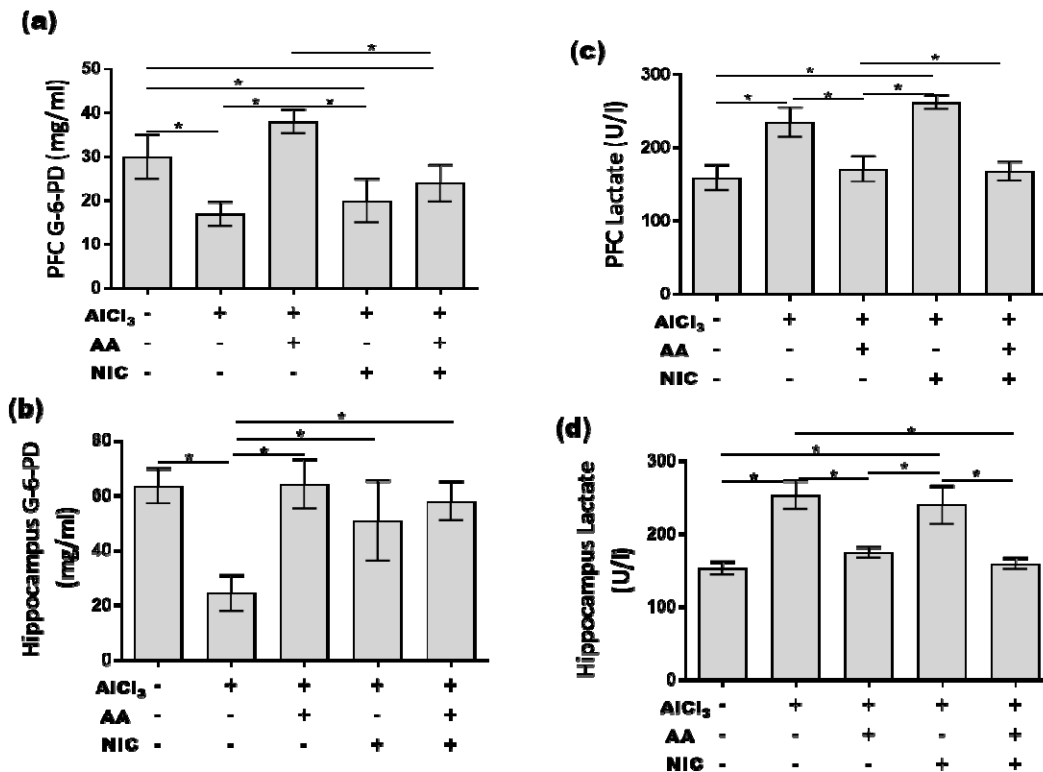 (a)
PFC G-6-PD (mg/ml)
50
40
30
20
10
0
* 
*
* *
*
AlCl₃ - + + + +
AA - - + - +
NIC - - - + +
(b)
Hippocampus G-6-PD
(mg/ml)
80
60
40
20
0
*
*
* *
AlCl₃ - + + + +
AA - - + - +
NIC - - - + +
(c)
PFC Lactate (U/l)
300
200
100
0
*
*
* * *
AlCl₃ - + + + +
AA - - + - +
NIC - - - + +
(d)
Hippocampus Lactate
(U/l)
300
200
100
0
*
*
* * * *
AlCl₃ - + + + +
AA - - + - +
NIC - - - + +